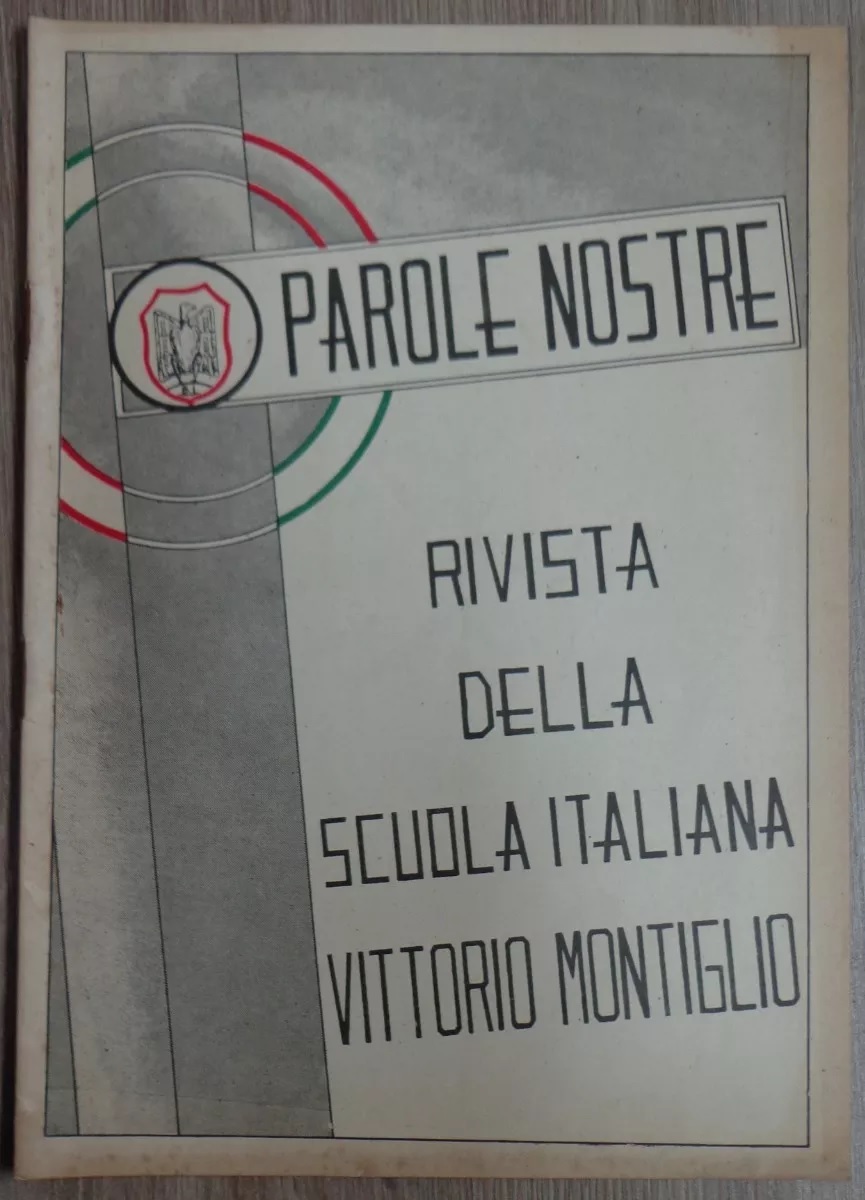 PAROLE NOSTRE
RIVISTA
DELLA
SCUOLA ITALIANA
VITTORIO MONTIGLIO